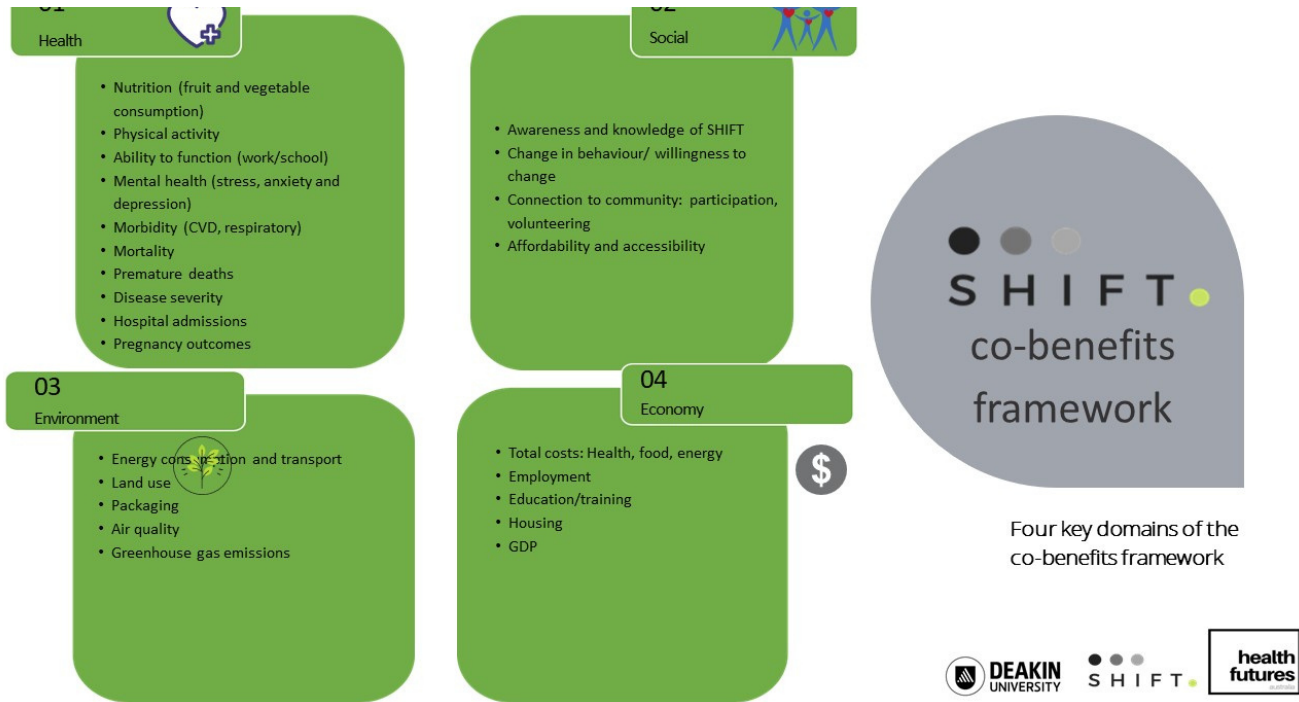 01
Health
• Nutrition (fruit and vegetable
consumption)
• Physical activity
• Ability to function (work/school)
• Mental health (stress, anxiety and
depression)
• Morbidity (CVD, respiratory)
• Mortality
• Premature deaths
• Disease severity
• Hospital admissions
• Pregnancy outcomes
02
Social
• Awareness and knowledge of SHIFT
• Change in behaviour/ willingness to
change
• Connection to community: participation,
volunteering
• Affordability and accessibility
03
Environment
• Energy consumption and transport
• Land use
• Packaging
• Air quality
• Greenhouse gas emissions
04
Economy
• Total costs: Health, food, energy
• Employment
• Education/training
• Housing
• GDP
$
SHIFT.
co-benefits
framework
Four key domains of the
co-benefits framework
DEAKIN
UNIVERSITY
SHIFT.
health
futures
australia